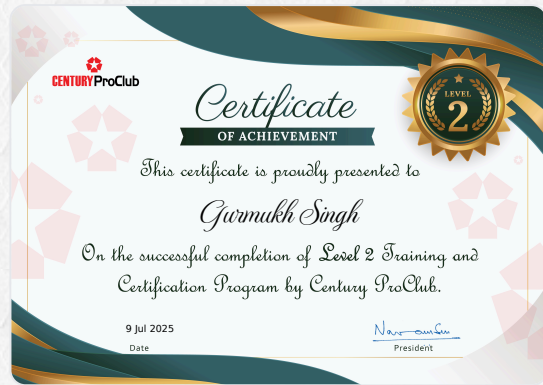 CENTURY ProClub
Certificate
OF ACHIEVEMENT
LEVEL
2
This certificate is proudly presented to
Gurmukh Singh
On the successful completion of Level 2 Training and
Certification Program by Century ProClub.
9 Jul 2025
Date
President